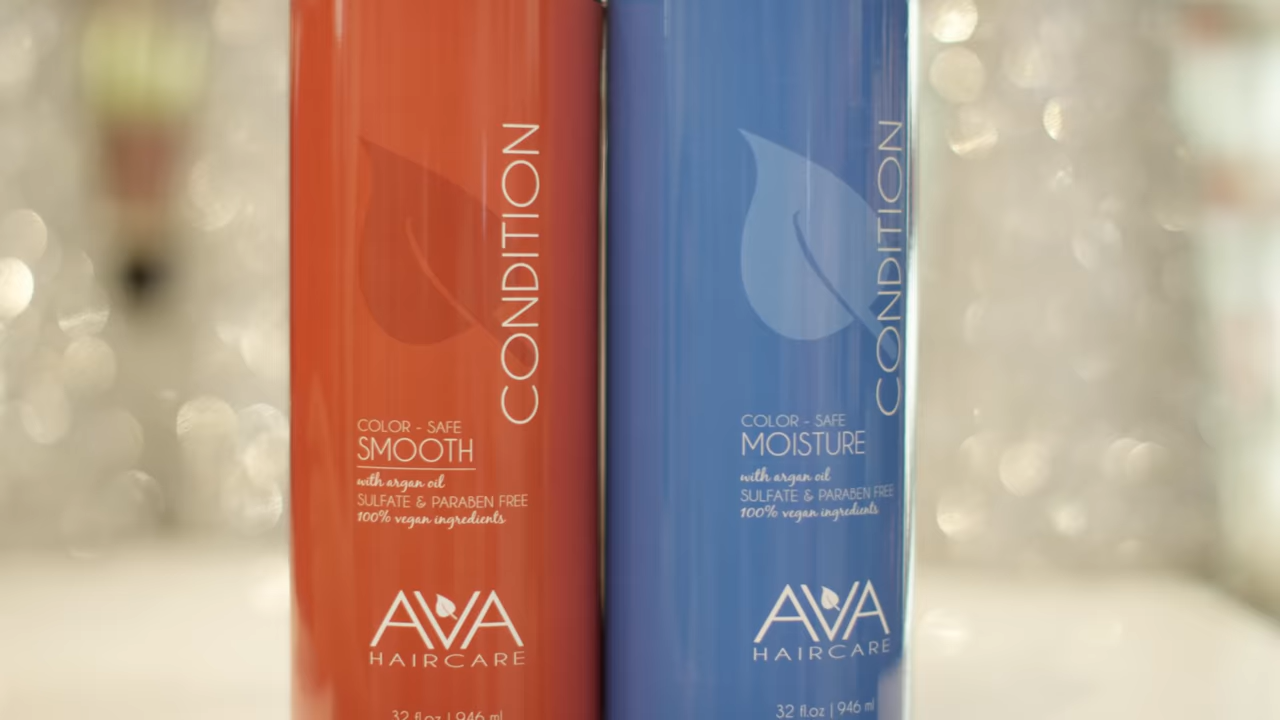 CONDITION
COLOR - SAFE
SMOOTH
with argan oil
SULFATE & PARABEN FREE
100% vegan ingredients
AVA
HAIRCARE
32 fl.oz | 946 ml
CONDITION
COLOR - SAFE
MOISTURE
with argan oil
SULFATE & PARABEN FREE
100% vegan ingredients
AVA
HAIRCARE
32 fl.oz | 946 ml